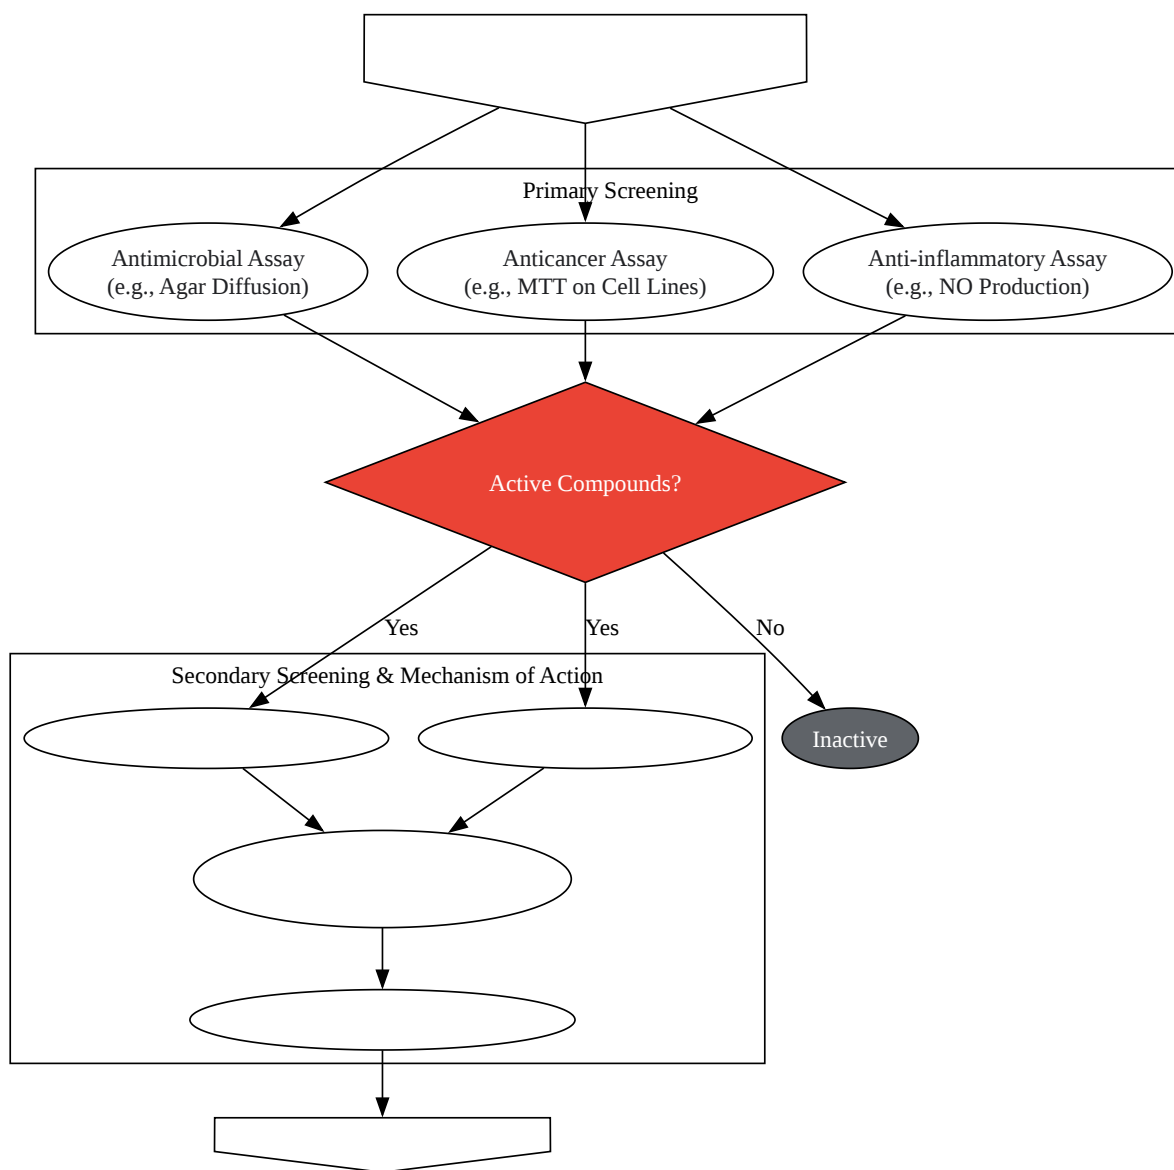 Primary Screening
Antimicrobial Assay
(e.g., Agar Diffusion)
Anticancer Assay
(e.g., MTT on Cell Lines)
Anti-inflammatory Assay
(e.g., NO Production)
Active Compounds?
Yes
Yes
No
Secondary Screening & Mechanism of Action
Inactive